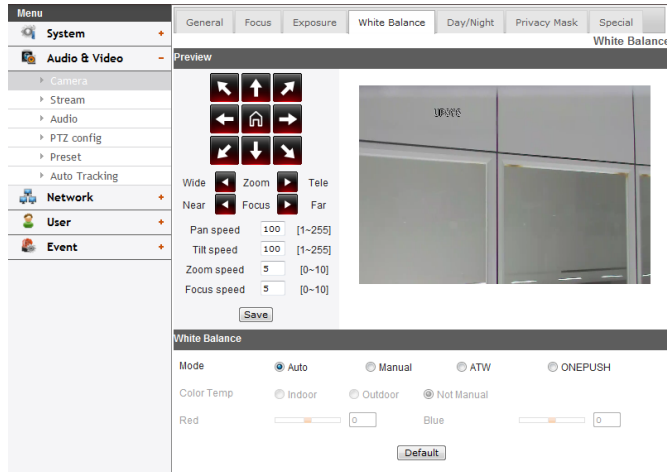 Menu
System +
Audio & Video -
Camera
Stream
Audio
PTZ config
Preset
Auto Tracking
Network +
User +
Event +
General Focus Exposure White Balance Day/Night Privacy Mask Special
White Balance
Preview
Wide Zoom Tele
Near Focus Far
Pan speed 100 [1~255]
Tilt speed 100 [1~255]
Zoom speed 5 [0~10]
Focus speed 5 [0~10]
Save
White Balance
Mode Auto Manual ATW ONEPUSH
Color Temp Indoor Outdoor Not Manual
Red 0 Blue 0
Default